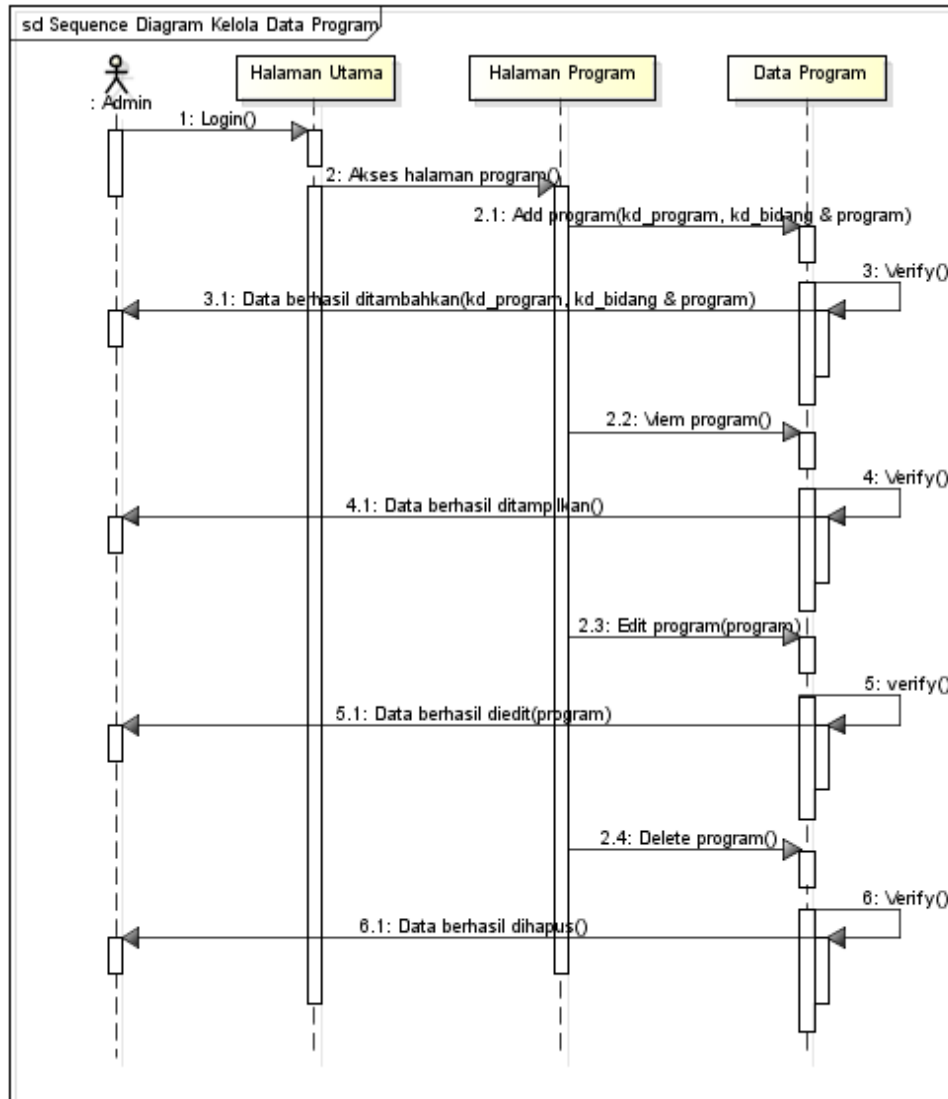 sd Sequence Diagram Kelola Data Program
Halaman Utama
Halaman Program
Data Program
: Admin
1: Login()
2: Akses halaman program()
2.1: Add program(kd_program, kd_bidang & program)
3: Verify()
3.1: Data berhasil ditambahkan(kd_program, kd_bidang & program)
2.2: Viem program()
4: Verify()
4.1: Data berhasil ditampilkan()
2.3: Edit program(program)
5: verify()
5.1: Data berhasil diedit(program)
2.4: Delete program()
6: Verify()
6.1: Data berhasil dihapus()